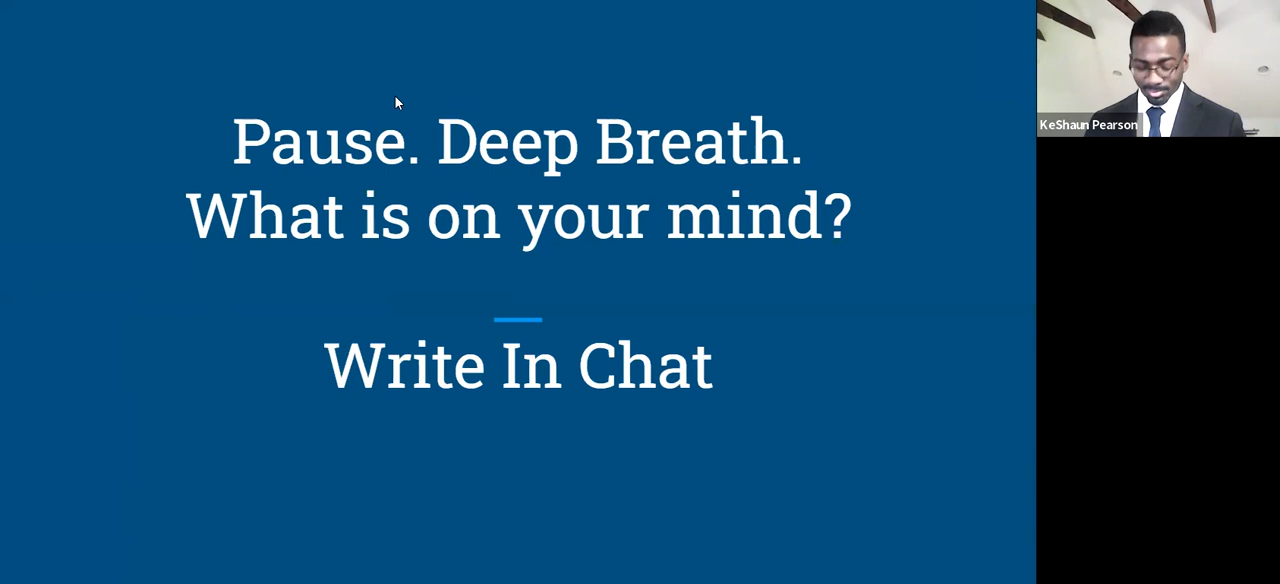 Pause. Deep Breath.
What is on your mind?
Write In Chat
KeShaun Pearson